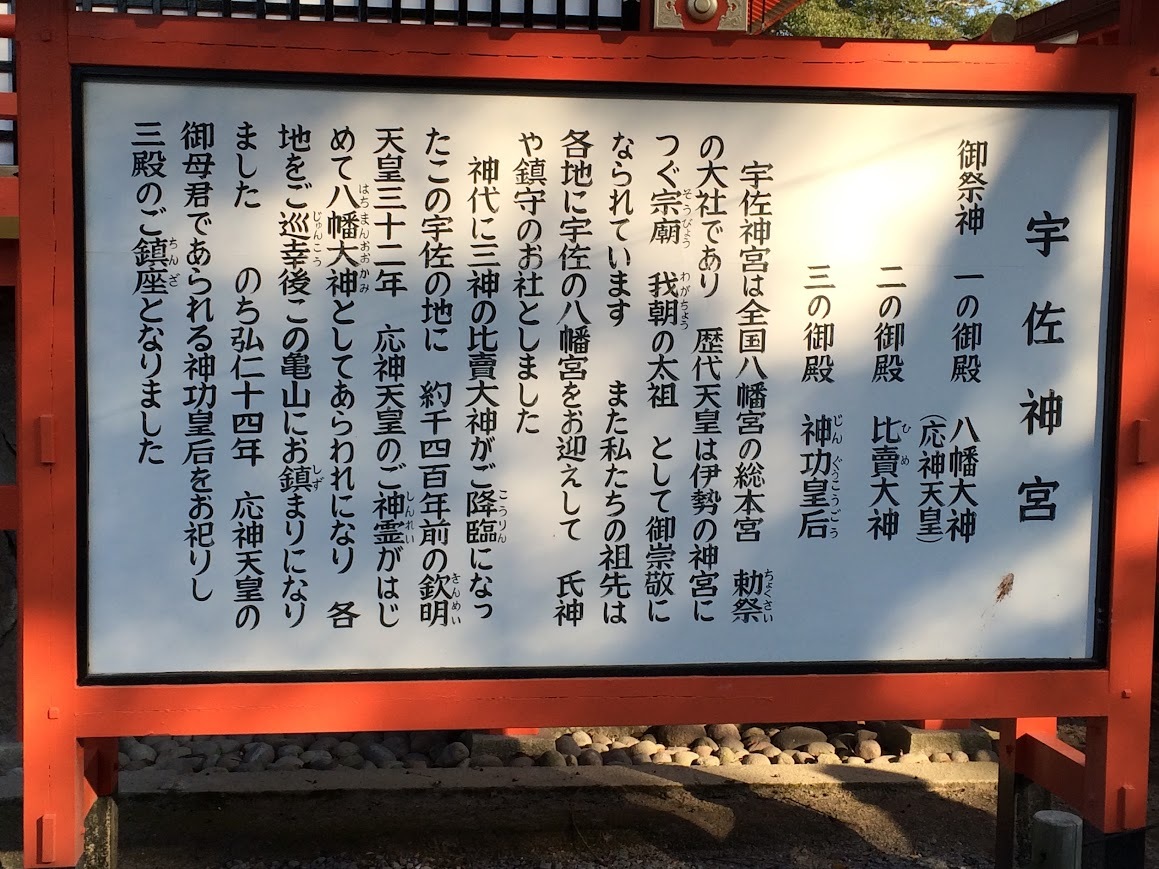 宇佐神宮
御祭神 一の御殿 八幡大神
(応神天皇)
二の御殿 比賣大神
三の御殿 神功皇后
宇佐神宮は全国八幡宮の総本宮 勅祭
の大社であり 歴代天皇は伊勢の神宮に
つぐ宗廟 我朝の太祖 として御崇敬に
なられています また私たちの祖先は
各地に宇佐の八幡宮をお迎えして 氏神
や鎮守のお社としました
神代に三神の比賣大神がご降臨になっ
たこの宇佐の地に 約千四百年前の欽明
天皇三十二年 応神天皇のご神霊がはじ
めて八幡大神としてあらわれになり 各
地をご巡幸後この亀山にお鎮まりになり
ました のち弘仁十四年 応神天皇の
御母君であられる神功皇后をお祀りし
三殿のご鎮座となりました